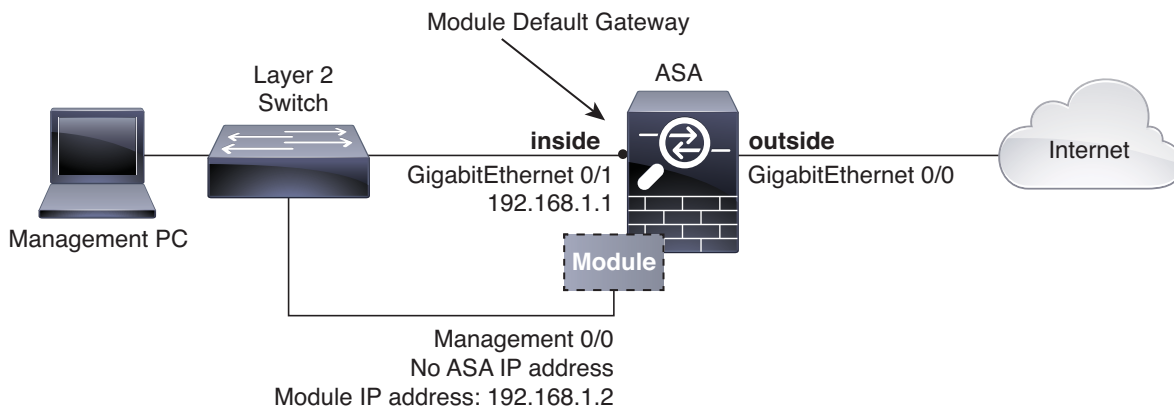 Module Default Gateway
Layer 2
Switch
ASA
inside
outside
Internet
GigabitEthernet 0/1
GigabitEthernet 0/0
192.168.1.1
Management PC
Module
Management 0/0
No ASA IP address
Module IP address: 192.168.1.2